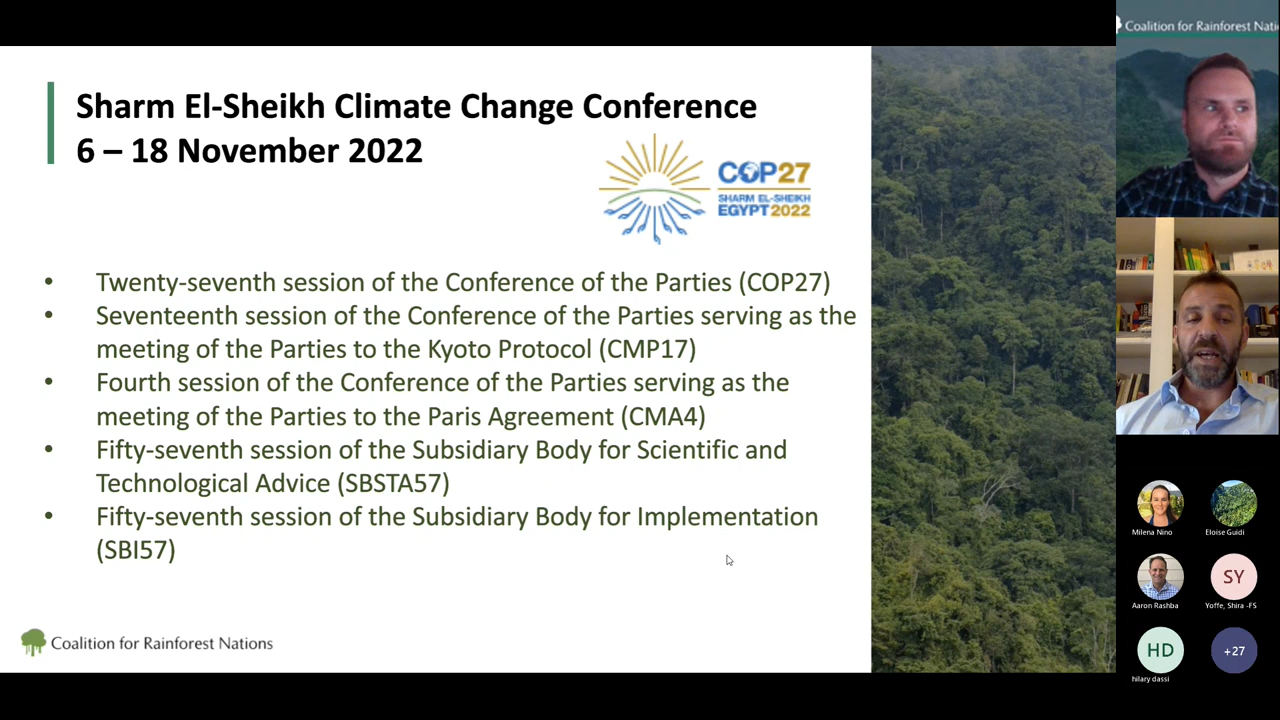 Sharm El-Sheikh Climate Change Conference
6 – 18 November 2022
COP27
SHARM EL-SHEIKH
EGYPT 2022
• Twenty-seventh session of the Conference of the Parties (COP27)
• Seventeenth session of the Conference of the Parties serving as the
meeting of the Parties to the Kyoto Protocol (CMP17)
• Fourth session of the Conference of the Parties serving as the
meeting of the Parties to the Paris Agreement (CMA4)
• Fifty-seventh session of the Subsidiary Body for Scientific and
Technological Advice (SBSTA57)
• Fifty-seventh session of the Subsidiary Body for Implementation
(SBI57)
Coalition for Rainforest Nations
Coalition for Rainforest Nati
Milena Nino
Eloise Guidi
Aaron Rashba
SY
Yoffe, Shira -FS
HD
hilary dassi
+27